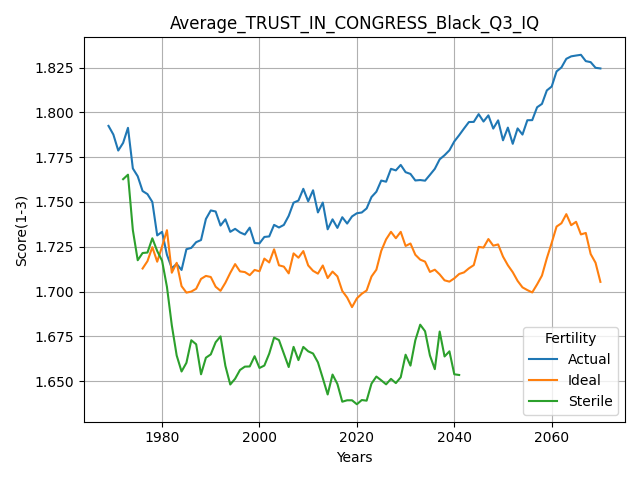 Average_TRUST_IN_CONGRESS_Black_Q3_IQ
Score(1-3)
1.825
1.800
1.775
1.750
1.725
1.700
1.675
1.650
1980
2000
2020
2040
2060
Years
Fertility
Actual
Ideal
Sterile